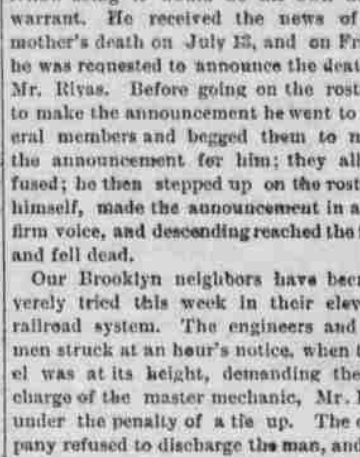 warrant. He received the news of
mother's death on July 13, and on Fr
he was requested to announce the deat
Mr. Rivas. Before going on the rost
to make the announcement he went to
eral members and begged them to m
the announcement for him; they all
fused; he then stepped up on the rost
himself, made the announcement in a
firm voice, and descending reached the
and fell dead.
Our Brooklyn neighbors have been
verely tried this week in their elev
railroad system. The engineers and
men struck at an hour's notice, when t
el was at its height, demanding the
charge of the master mechanic, Mr.
under the penalty of a tie up. The c
pany refused to discharge the man, and